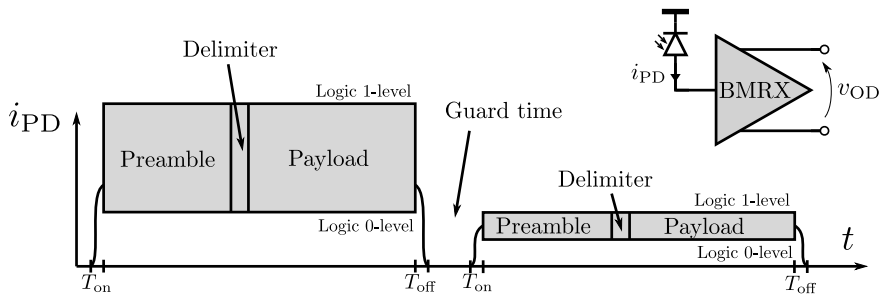 Delimiter
Logic 1-level
i_PD
Preamble
Payload
Logic 0-level
Guard time
Delimiter
Logic 1-level
Preamble
Payload
Logic 0-level
t
T_on
T_off
T_on
T_off
i_PD
BMRX
v_OD